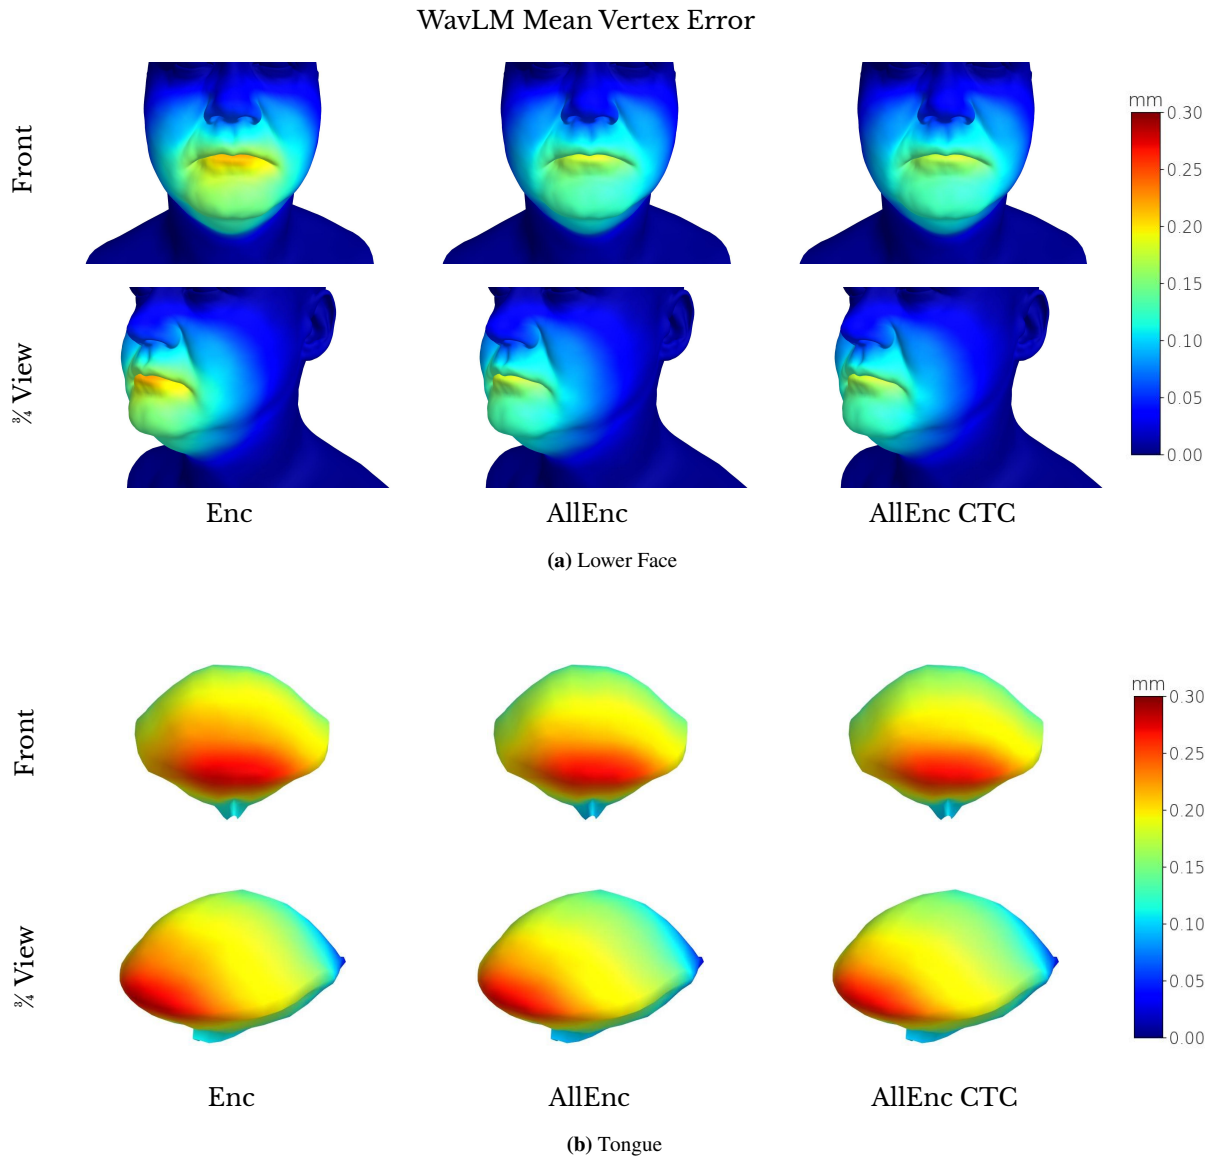 WavLM Mean Vertex Error
Front
mm
0.30
0.25
0.20
0.15
0.10
0.05
0.00
¾ View
Enc
AllEnc
AllEnc CTC
(a) Lower Face
Front
mm
0.30
0.25
0.20
0.15
0.10
0.05
0.00
¾ View
Enc
AllEnc
AllEnc CTC
(b) Tongue